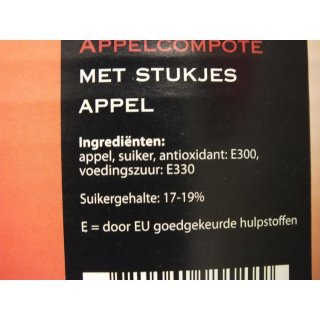 APPELCOMPOTE
MET STUKJES
APPEL
Ingrediënten:
appel, suiker, antioxidant: E300,
voedingszuur: E330
Suikergehalte: 17-19%
E = door EU goedgekeurde hulpstoffen